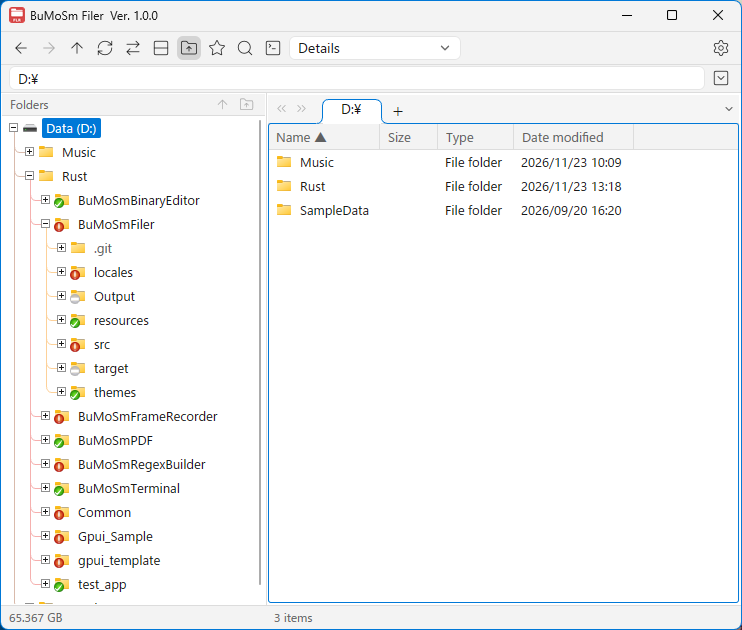 BuMoSm Filer Ver. 1.0.0
Details
D:¥
Folders
D:¥
Data (D:)
Music
Rust
BuMoSmBinaryEditor
BuMoSmFiler
.git
locales
Output
resources
src
target
themes
BuMoSmFrameRecorder
BuMoSmPDF
BuMoSmRegexBuilder
BuMoSmTerminal
Common
Gpui_Sample
gpui_template
test_app
Name Size Type Date modified
Music File folder 2026/11/23 10:09
Rust File folder 2026/11/23 13:18
SampleData File folder 2026/09/20 16:20
65.367 GB
3 items